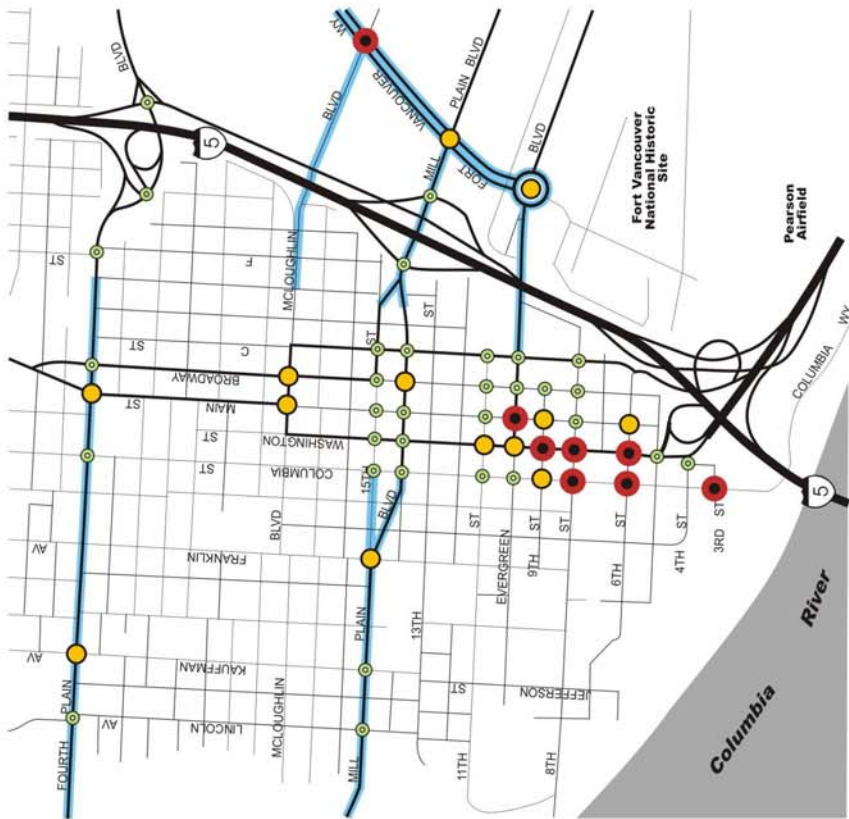 BLVD
WY
VANCOUVER
PLAIN BLVD
BLVD
MILL
FORT
BLVD
5
Fort Vancouver
National Historic
Site
Pearson
Airfield
ST
F
MCLOUGHLIN
ST
ST
C
ST
BROADWAY
MAIN
ST
WASHINGTON
ST
COLUMBIA
ST
15TH
BLVD
BLVD
COLUMBIA
WY
5
ST
ST
ST
ST
ST
ST
EVERGREEN
9TH
6TH
4TH
3RD
AV
FRANKLIN
PLAIN
13TH
River
AV
KAUFFMAN
ST
JEFFERSON
PLAIN
AV
LINCOLN
MCLOUGHLIN
FOURTH
MILL
11TH
8TH
Columbia